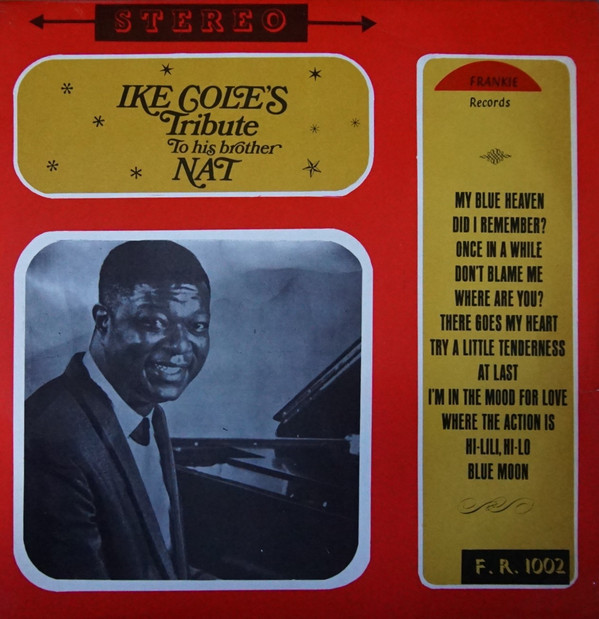 STEREO
IKE COLE'S
Tribute
To his brother
NAT
FRANKIE
Records
MY BLUE HEAVEN
DID I REMEMBER?
ONCE IN A WHILE
DON'T BLAME ME
WHERE ARE YOU?
THERE GOES MY HEART
TRY A LITTLE TENDERNESS
AT LAST
I'M IN THE MOOD FOR LOVE
WHERE THE ACTION IS
HI-LILI, HI-LO
BLUE MOON
F. R. 1002